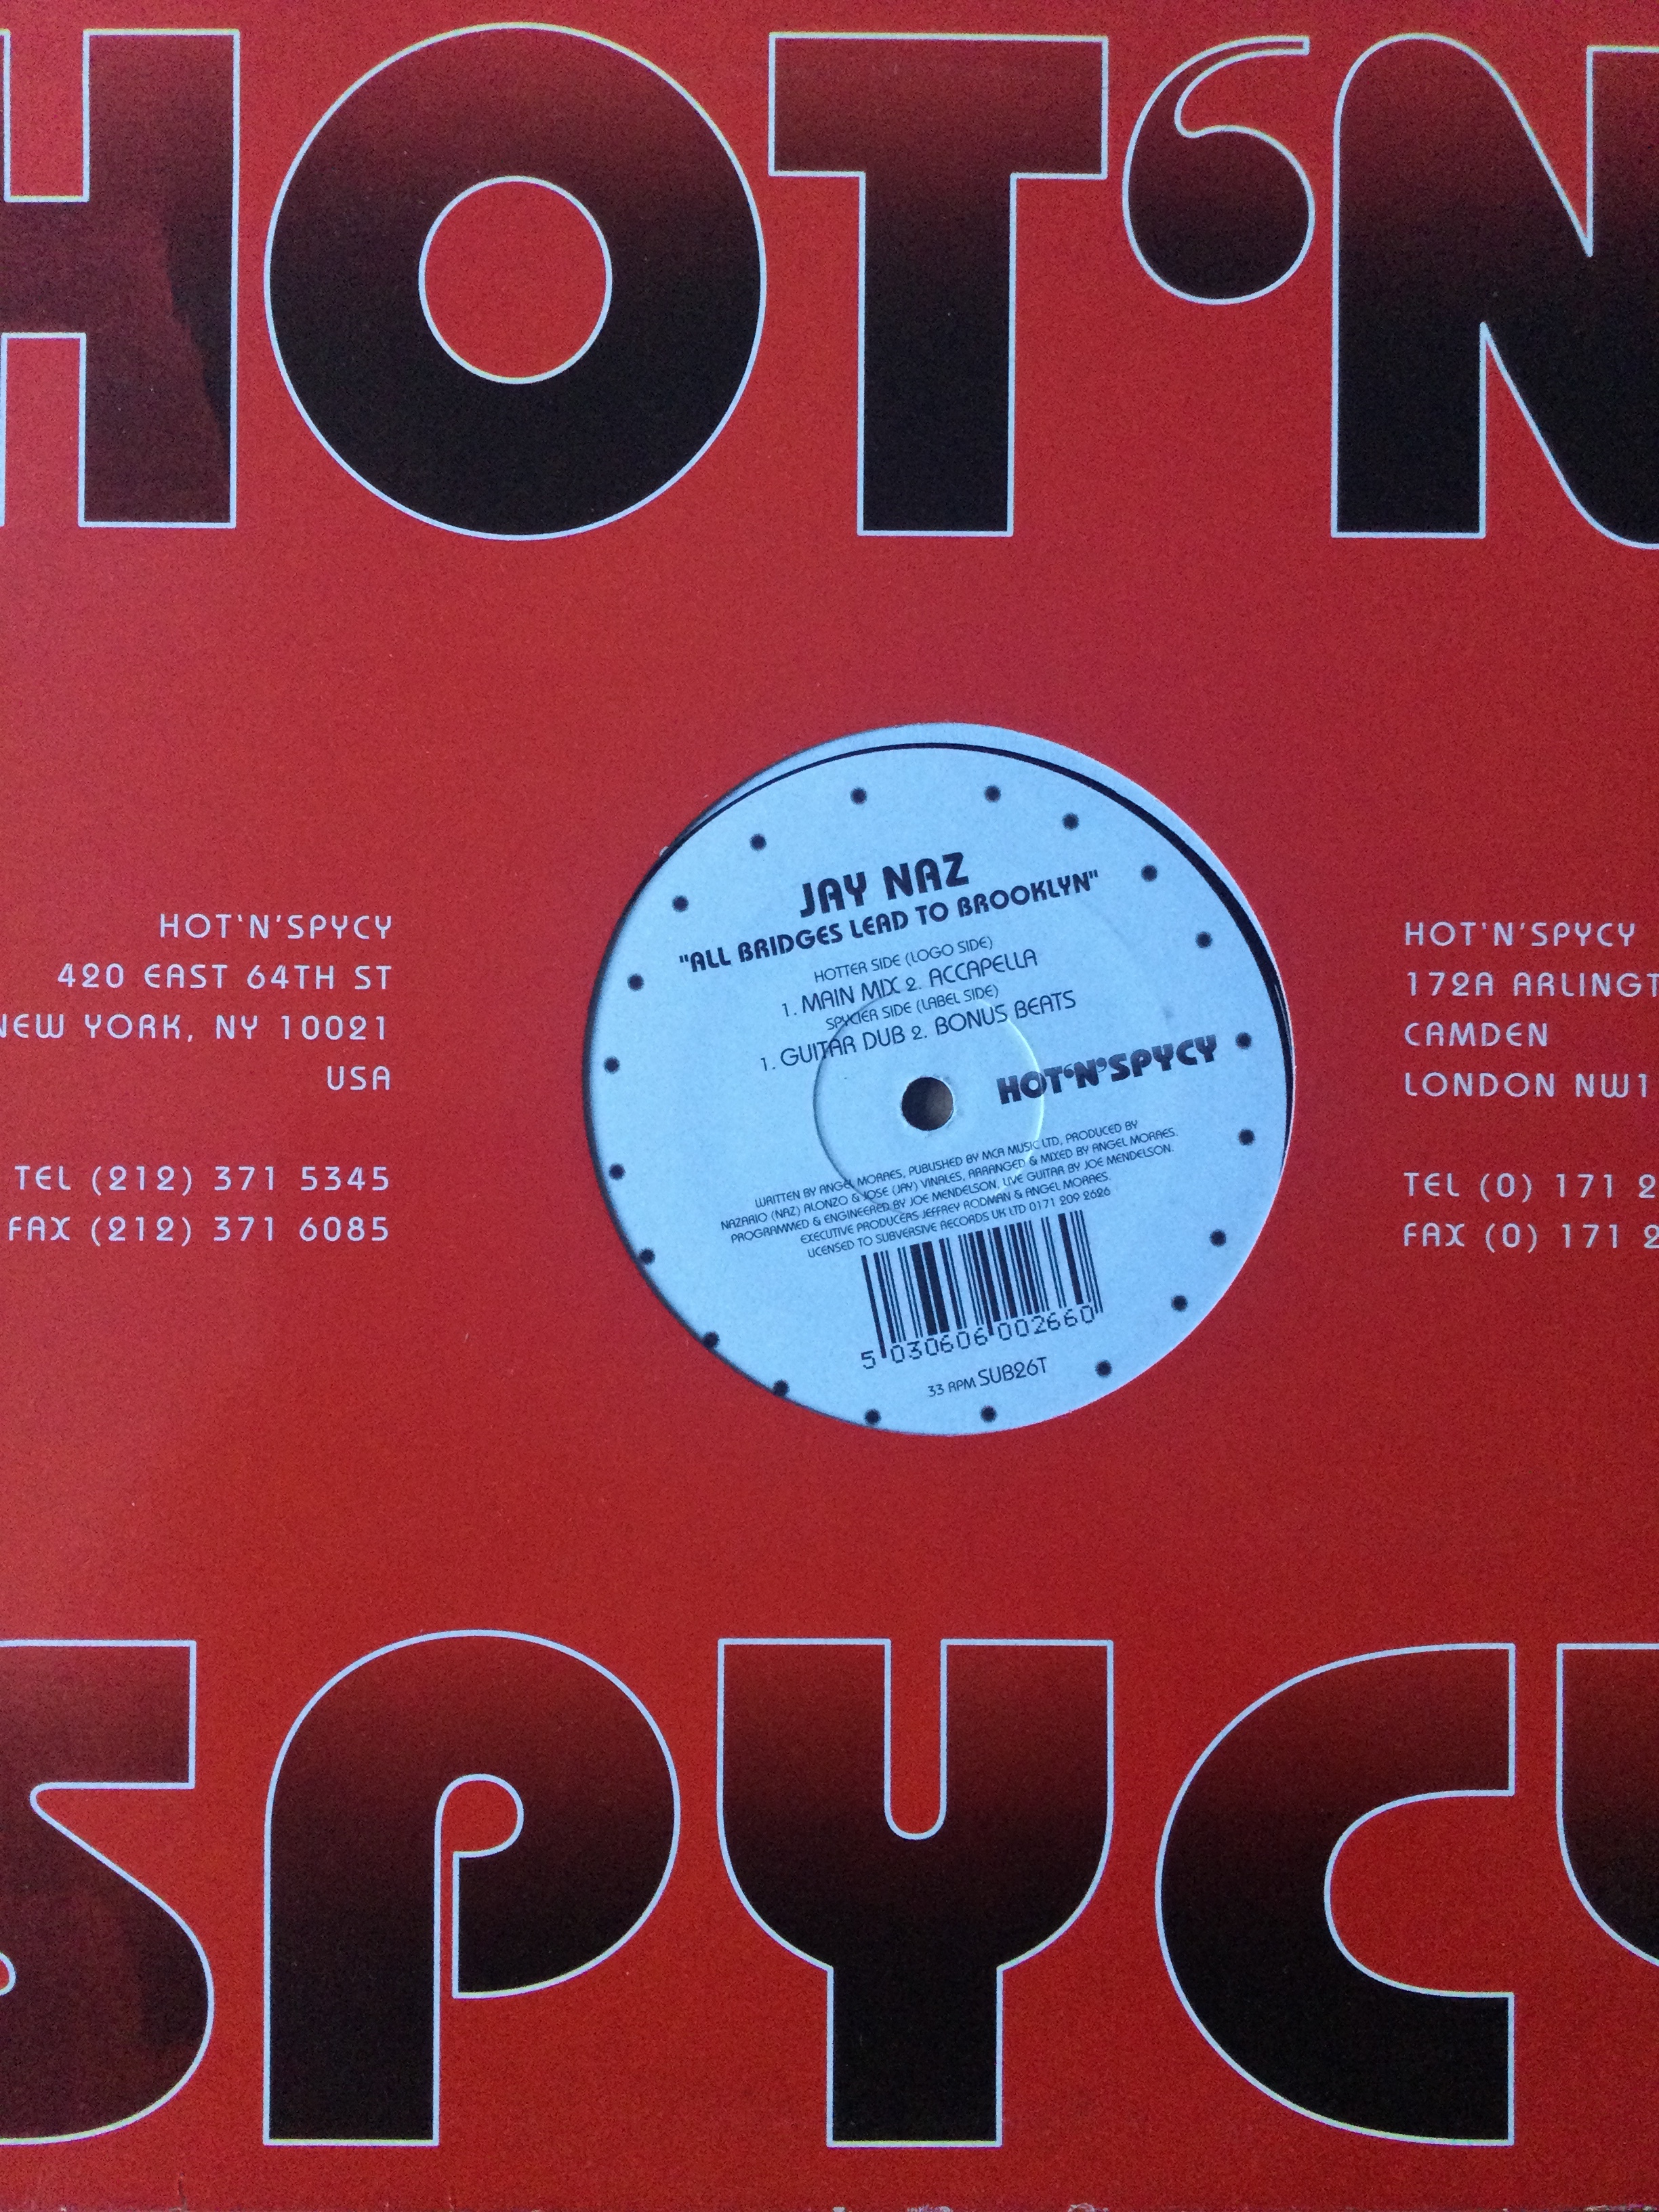 HOT'N
HOT'N'SPYCY
420 EAST 64TH ST
NEW YORK, NY 10021
USA
TEL (212) 371 5345
FAX (212) 371 6085
JAY NAZ
"ALL BRIDGES LEAD TO BROOKLYN"
HOTTER SIDE (LOGO SIDE)
1. MAIN MIX 2. ACCAPELLA
SPYCIER SIDE (LABEL SIDE)
1. GUITAR DUB 2. BONUS BEATS
HOT'N'SPYCY
WRITTEN BY ANGEL MORAES, PUBLISHED BY MCA MUSIC LTD, PRODUCED BY
NAZARIO (NAZ) ALONZO & JOSE (JAY) VINALES, ARRANGED & MIXED BY ANGEL MORAES.
PROGRAMMED & ENGINEERED BY JOE MENDELSON, LIVE GUITAR BY JOE MENDELSON.
EXECUTIVE PRODUCERS JEFFREY RODMAN & ANGEL MORAES.
LICENSED TO SUBVERSIVE RECORDS UK LTD 0171 209 2626
5 030606 002660
33 RPM SUB26T
HOT'N'SPYCY
172A ARLINGT
CAMDEN
LONDON NW1
TEL (0) 171 2
FAX (0) 171 2
SPYCY